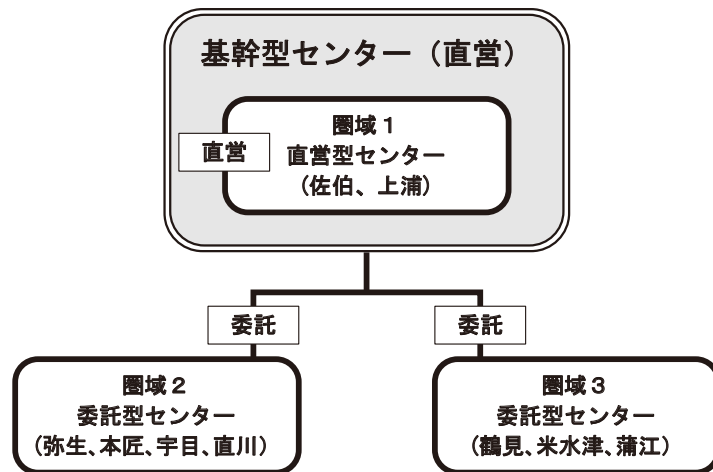 基幹型センター（直営）
圏域１
直営
直営型センター
（佐伯、上浦）
委託
委託
圏域２
委託型センター
（弥生、本匠、宇目、直川）
圏域３
委託型センター
（鶴見、米水津、蒲江）